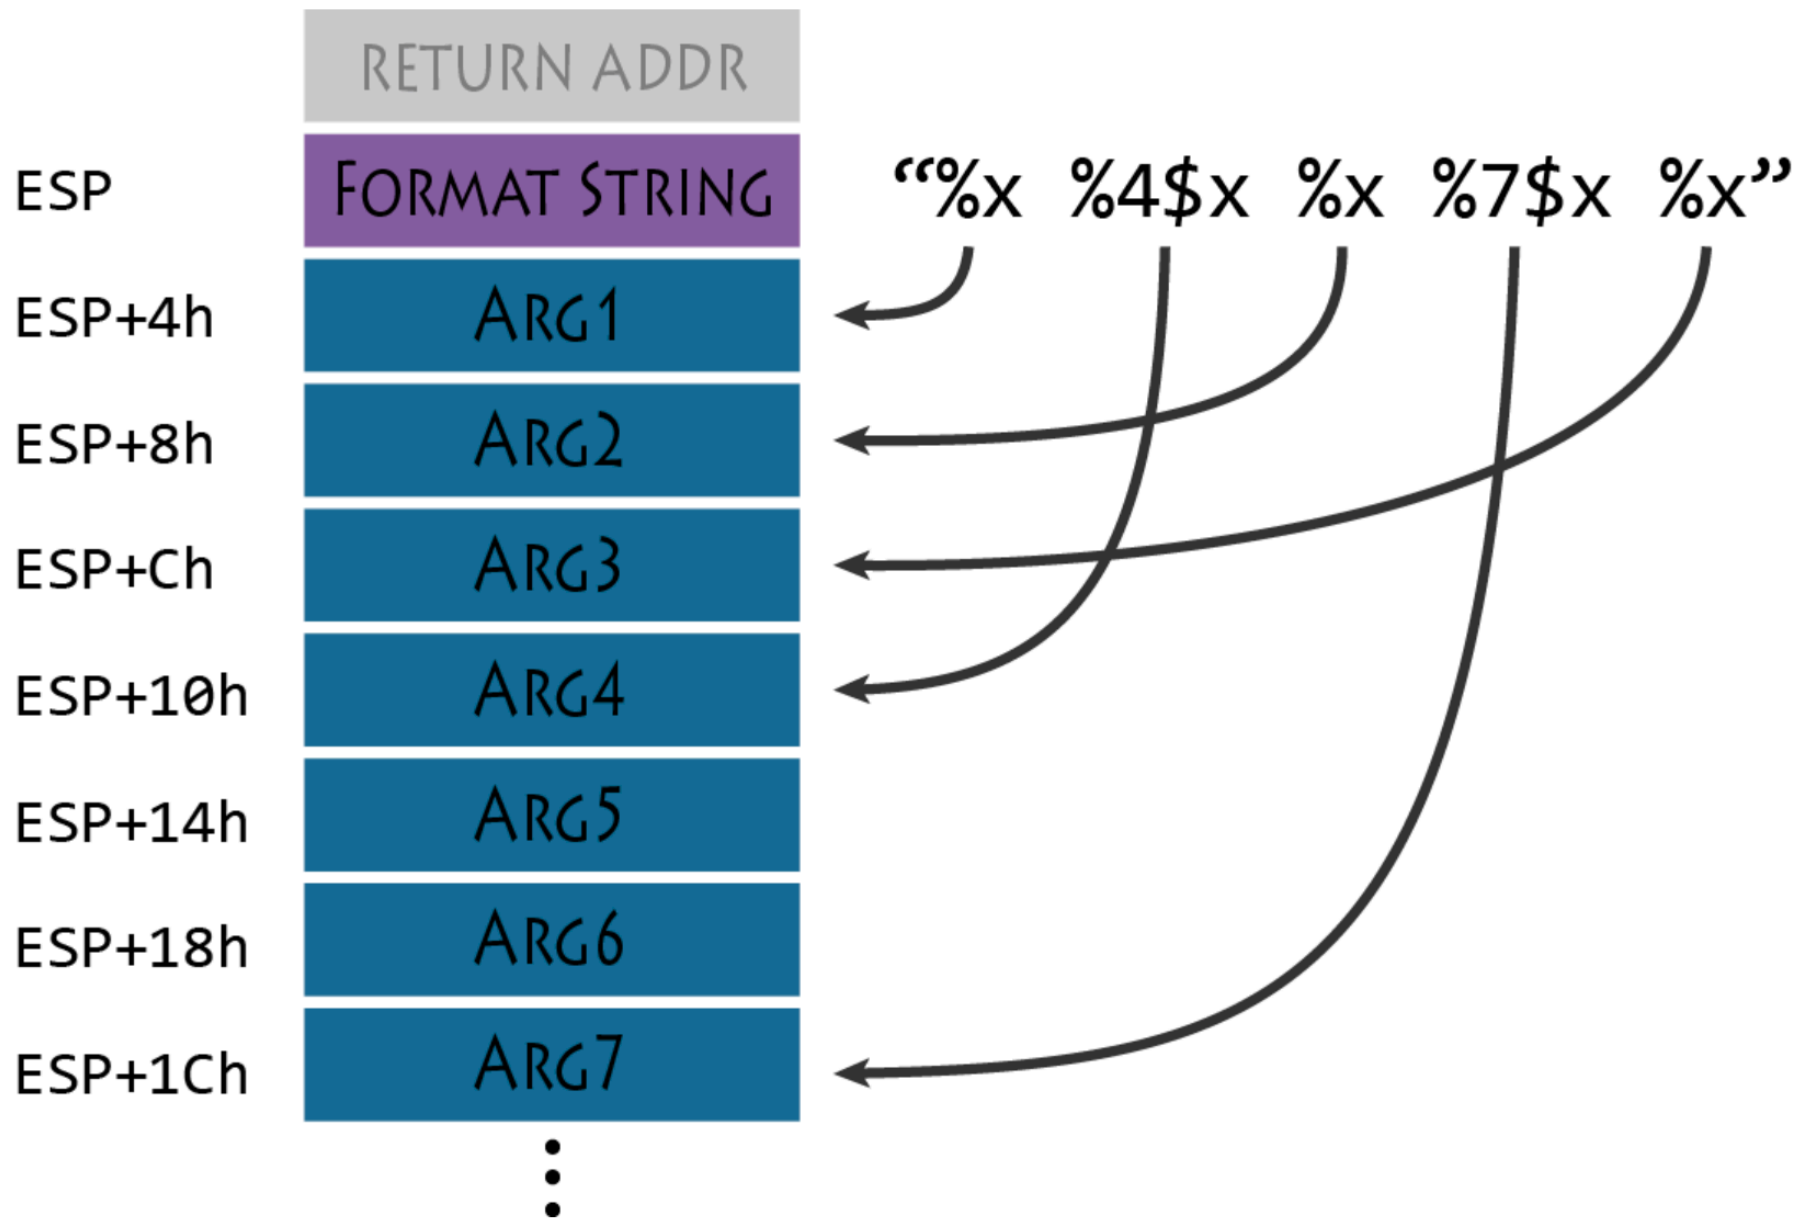 RETURN ADDR
ESP FORMAT STRING “%x %4$x %x %7$x %x”
ESP+4h ARG1
ESP+8h ARG2
ESP+Ch ARG3
ESP+10h ARG4
ESP+14h ARG5
ESP+18h ARG6
ESP+1Ch ARG7